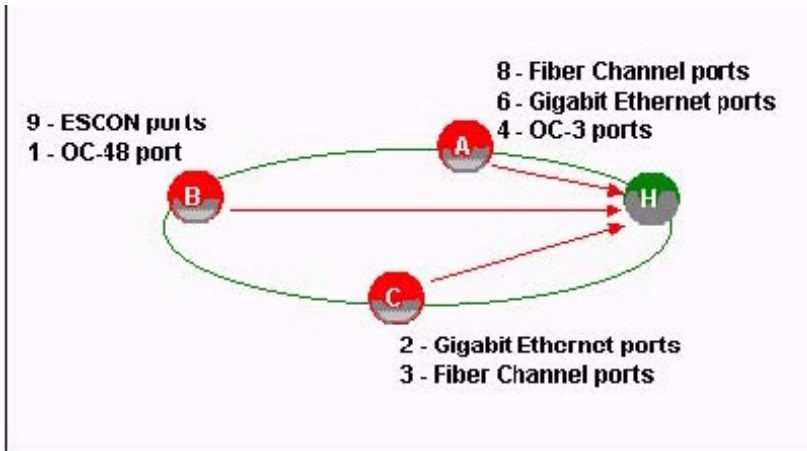 8 - Fiber Channel ports
6 - Gigabit Ethernet ports
4 - OC-3 ports
9 - ESCON ports
1 - OC-48 port
A
B
H
C
2 - Gigabit Ethernet ports
3 - Fiber Channel ports